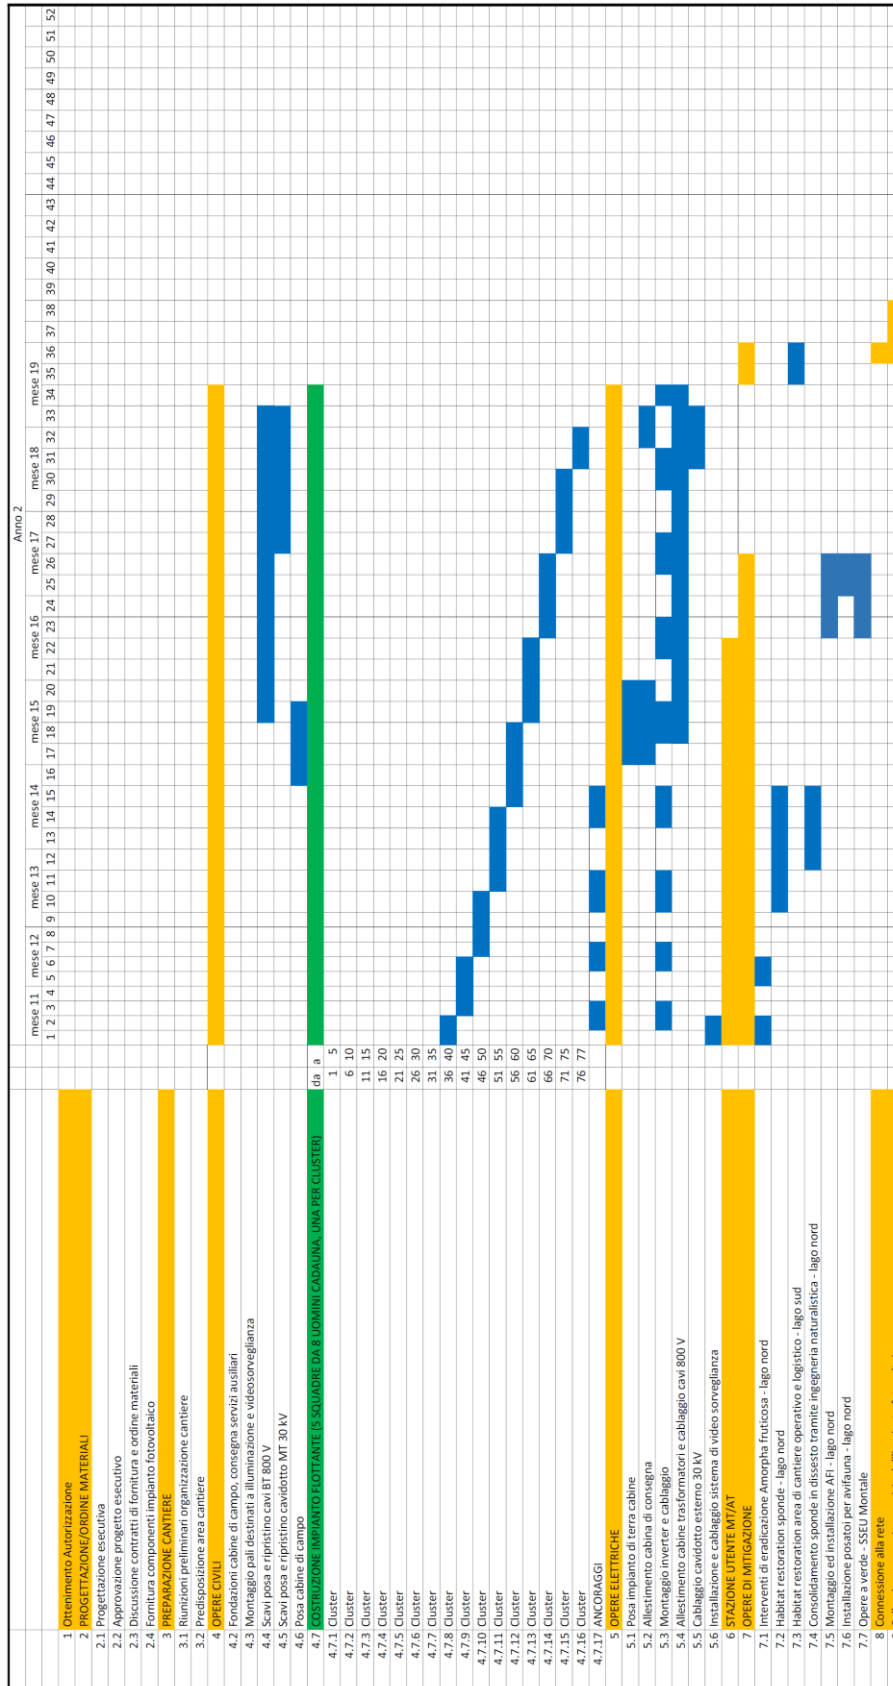 Anno 2
mese 11 mese 12 mese 13 mese 14 mese 15 mese 16 mese 17 mese 18 mese 19
1 2 3 4 5 6 7 8 9 10 11 12 13 14 15 16 17 18 19 20 21 22 23 24 25 26 27 28 29 30 31 32 33 34 35 36 37 38 39 40 41 42 43 44 45 46 47 48 49 50 51 52
1 Ottenimento Autorizzazione
2 PROGETTAZIONE/ORDINE MATERIALI
2.1 Progettazione esecutiva
2.2 Approvazione progetto esecutivo
2.3 Discussione contratti di fornitura e ordine materiali
2.4 Fornitura componenti impianto fotovoltaico
3 PREPARAZIONE CANTIERE
3.1 Riunizioni preliminari organizzazione cantiere
3.2 Predisposizione area cantiere
4 OPERE CIVILI
4.2 Fondazioni cabine di campo, consegna servizi ausiliari
4.3 Montaggio pali destinati a illuminazione e videosorveglianza
4.4 Scavi posa e ripristino cavi BT 800 V
4.5 Scavi posa e ripristino cavidotto MT 30 kV
4.6 Posa cabine di campo
4.7 COSTRUZIONE IMPIANTO FLOTTANTE (5 SQUADRE DA 8 UOMINI CADAUNA, UNA PER CLUSTER) da a
4.7.1 Cluster 1 5
4.7.2 Cluster 6 10
4.7.3 Cluster 11 15
4.7.4 Cluster 16 20
4.7.5 Cluster 21 25
4.7.6 Cluster 26 30
4.7.7 Cluster 31 35
4.7.8 Cluster 36 40
4.7.9 Cluster 41 45
4.7.10 Cluster 46 50
4.7.11 Cluster 51 55
4.7.12 Cluster 56 60
4.7.13 Cluster 61 65
4.7.14 Cluster 66 70
4.7.15 Cluster 71 75
4.7.16 Cluster 76 77
4.7.17 ANCORAGGI
5 OPERE ELETTRICHE
5.1 Posa impianto di terra cabine
5.2 Allestimento cabina di consegna
5.3 Montaggio inverter e cablaggio
5.4 Allestimento cabine trasformatori e cablaggio cavi 800 V
5.5 Cablaggio cavidotto esterno 30 kV
5.6 Installazione e cablaggio sistema di video sorveglianza
6 STAZIONE UTENTE MT/AT
7 OPERE DI MITIGAZIONE
7.1 Interventi di eradicazione Amorpha fruticosa - lago nord
7.2 Habitat restoration sponde - lago nord
7.3 Habitat restoration area di cantiere operativo e logistico - lago sud
7.4 Consolidamento sponde in dissesto tramite ingegneria naturalistica - lago nord
7.5 Montaggio ed installazione AFI - lago nord
7.6 Installazione posatoi per avifauna - lago nord
7.7 Opere a verde - SSEU Montale
8 Connessione alla rete